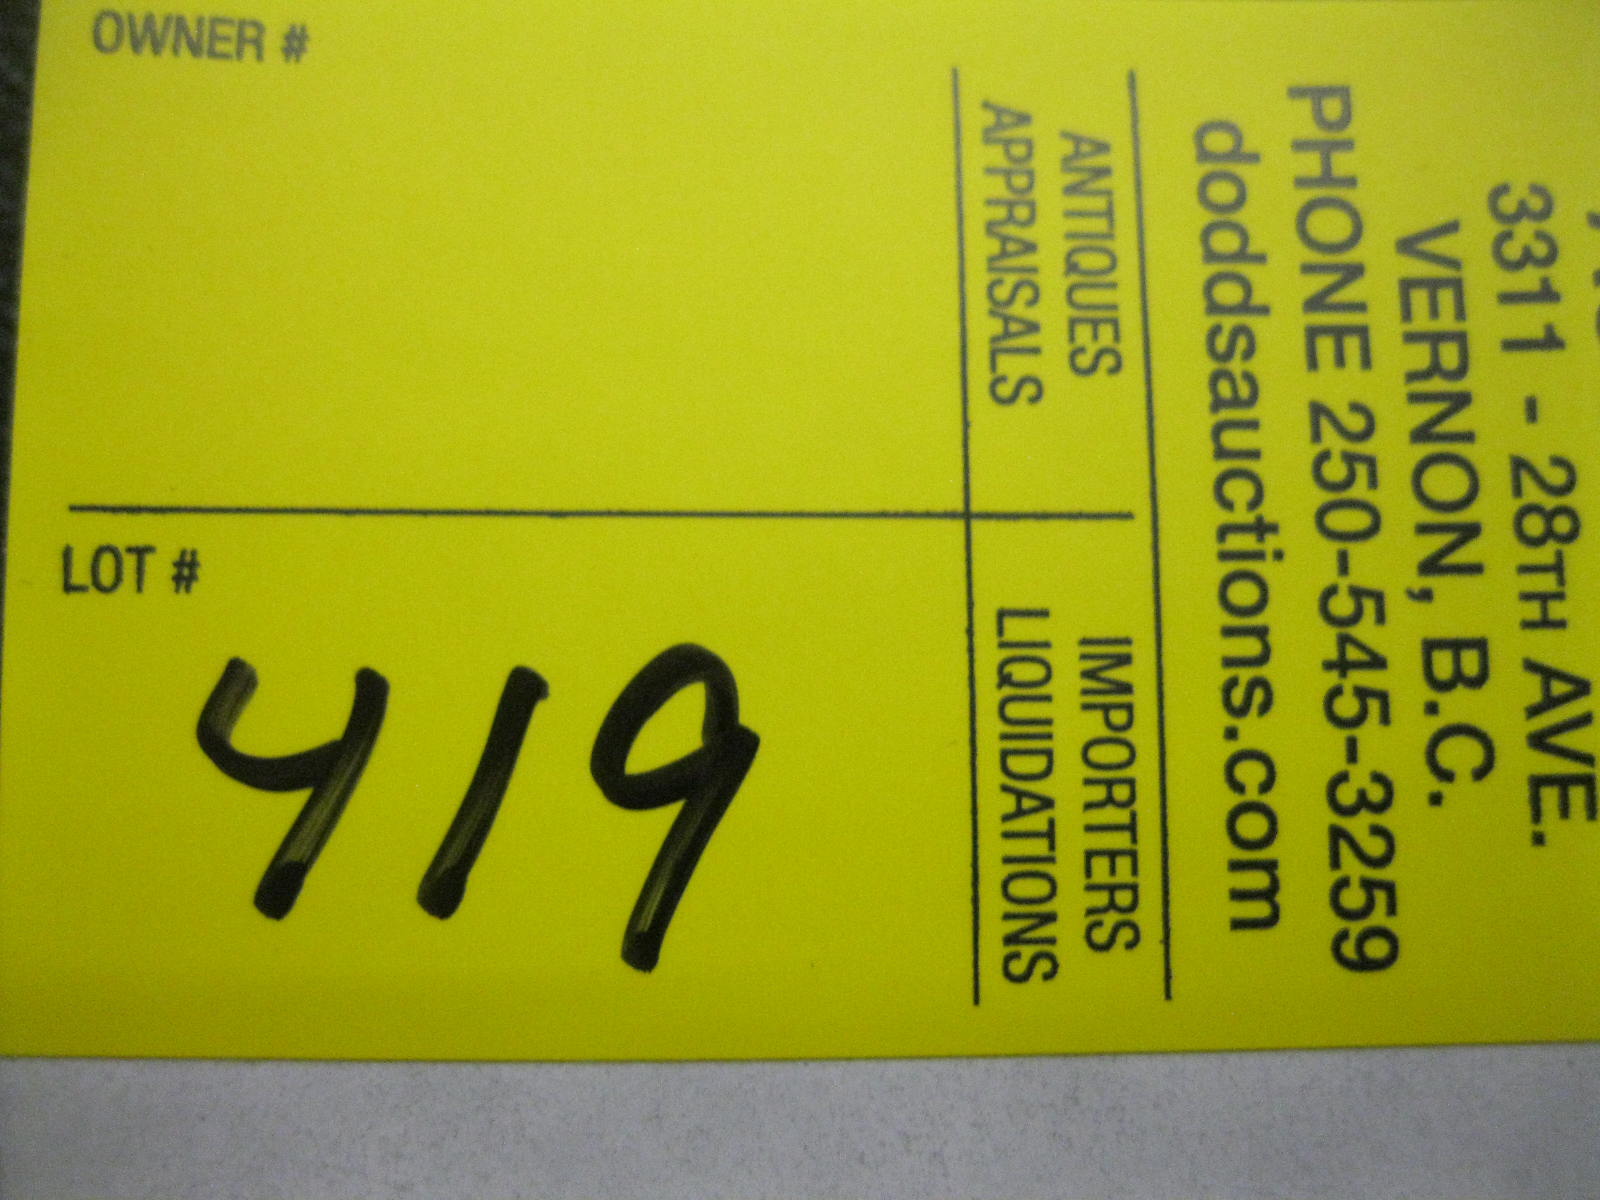 3311 - 28TH AVE.
VERNON, B.C.
PHONE 250-545-3259
doddsauctions.com
ANTIQUES
APPRAISALS
IMPORTERS
LIQUIDATIONS
OWNER #
LOT #
419